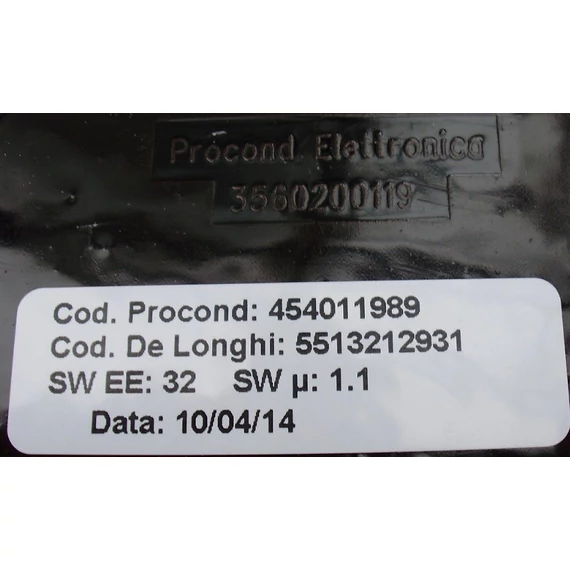 Procond Elettronica
3560200119
Cod. Procond: 454011989
Cod. De Longhi: 5513212931
SW EE: 32 SW µ: 1.1
Data: 10/04/14